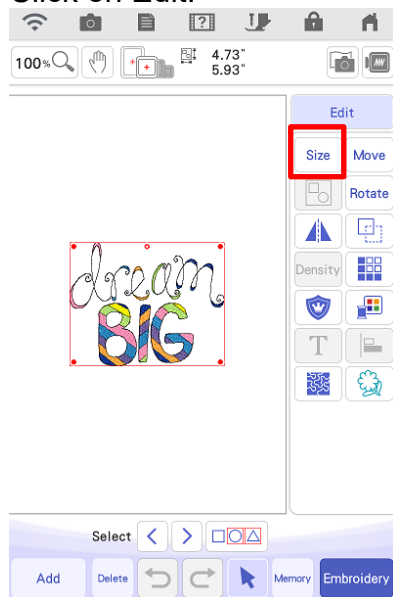 Click on Edit.
100%
4.73"
5.93"
Edit
Size Move
Rotate
Density
T
dream
BIG
Select
Add Delete Memory Embroidery